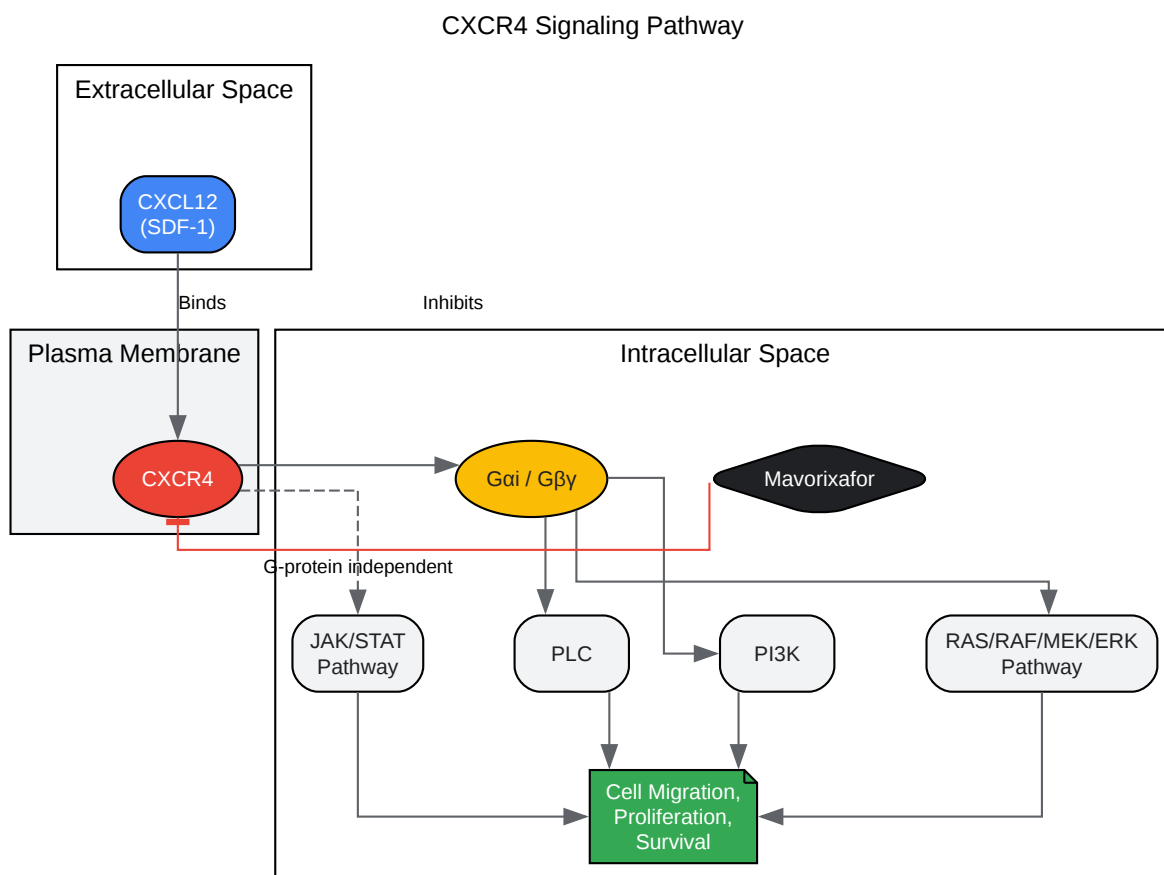 CXCR4 Signaling Pathway
Extracellular Space
CXCL12
(SDF-1)
Binds
Inhibits
Plasma Membrane
Intracellular Space
CXCR4
Gαi / Gβγ
Mavorixafor
G-protein independent
JAK/STAT
Pathway
PLC
PI3K
RAS/RAF/MEK/ERK
Pathway
Cell Migration,
Proliferation,
Survival